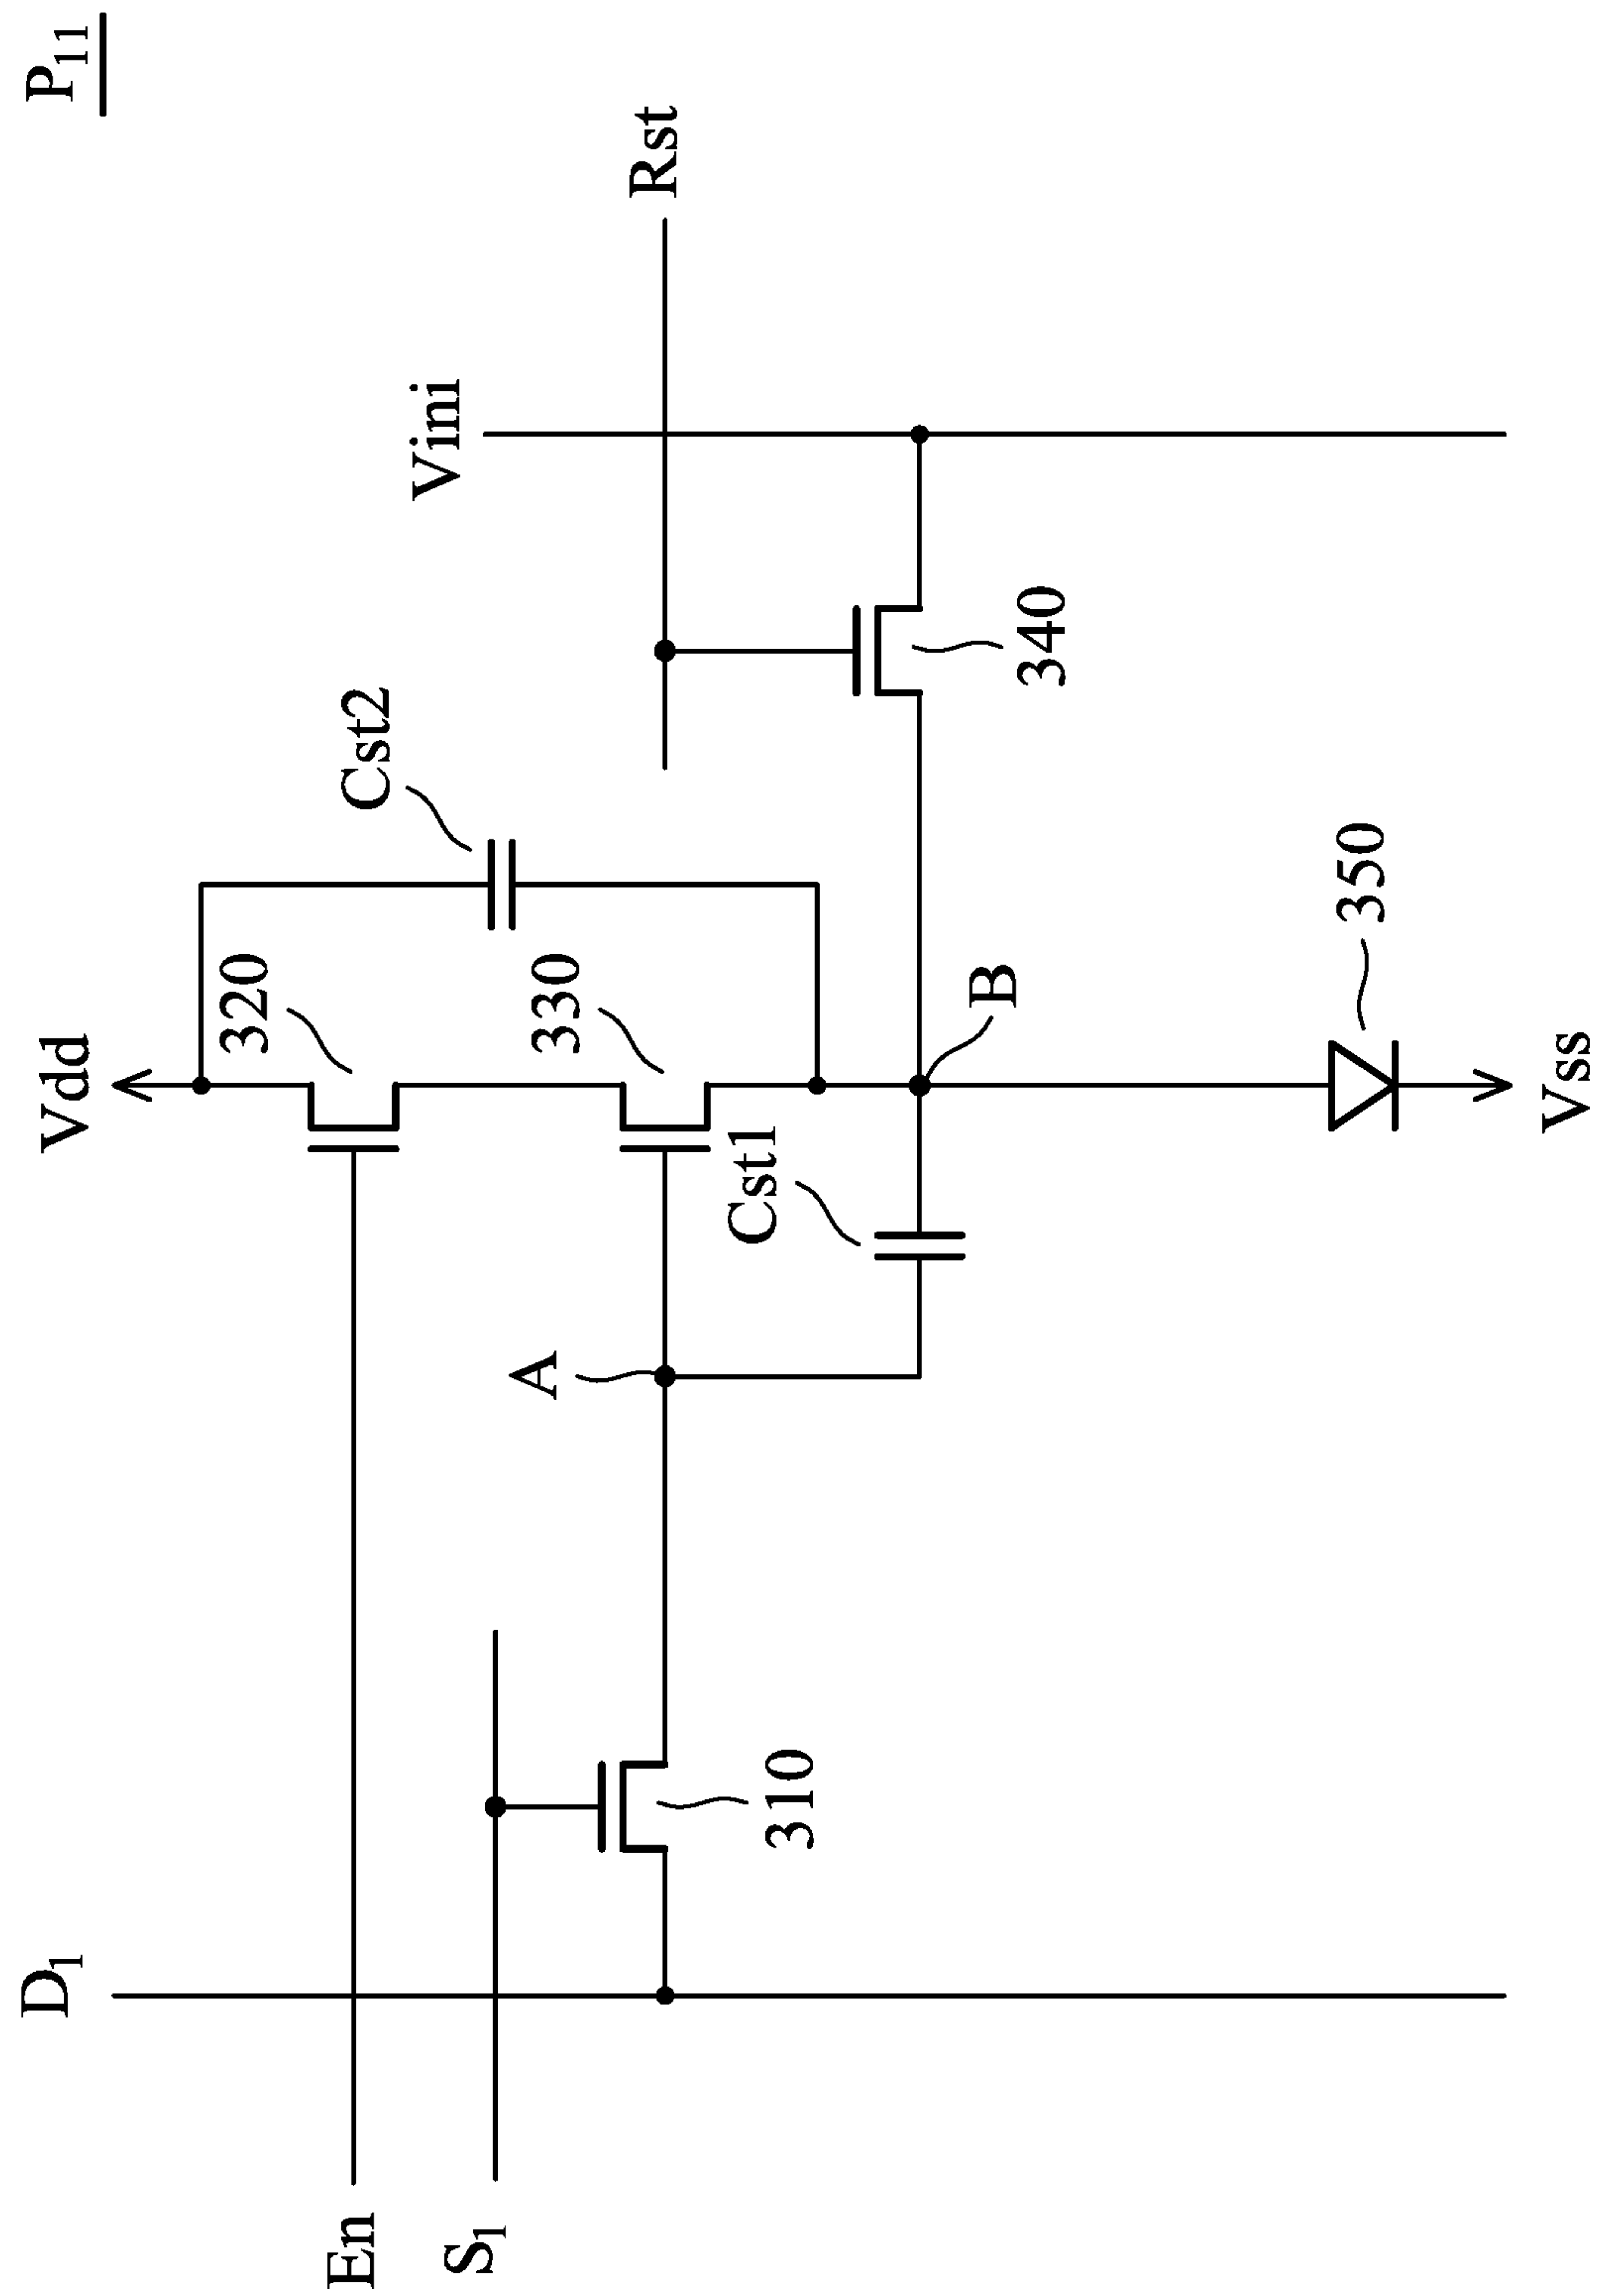 P11
D1
Vdd
En
S1
320
Cst2
Vini
330
A
Rst
Cst1
310
B
340
350
Vss